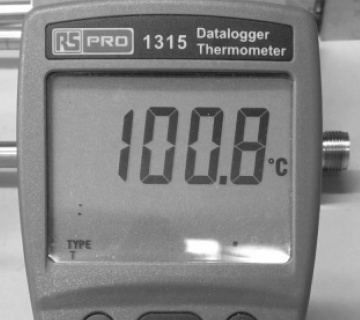 RS PRO 1315 Datalogger
Thermometer
100.8 °C
TYPE
T